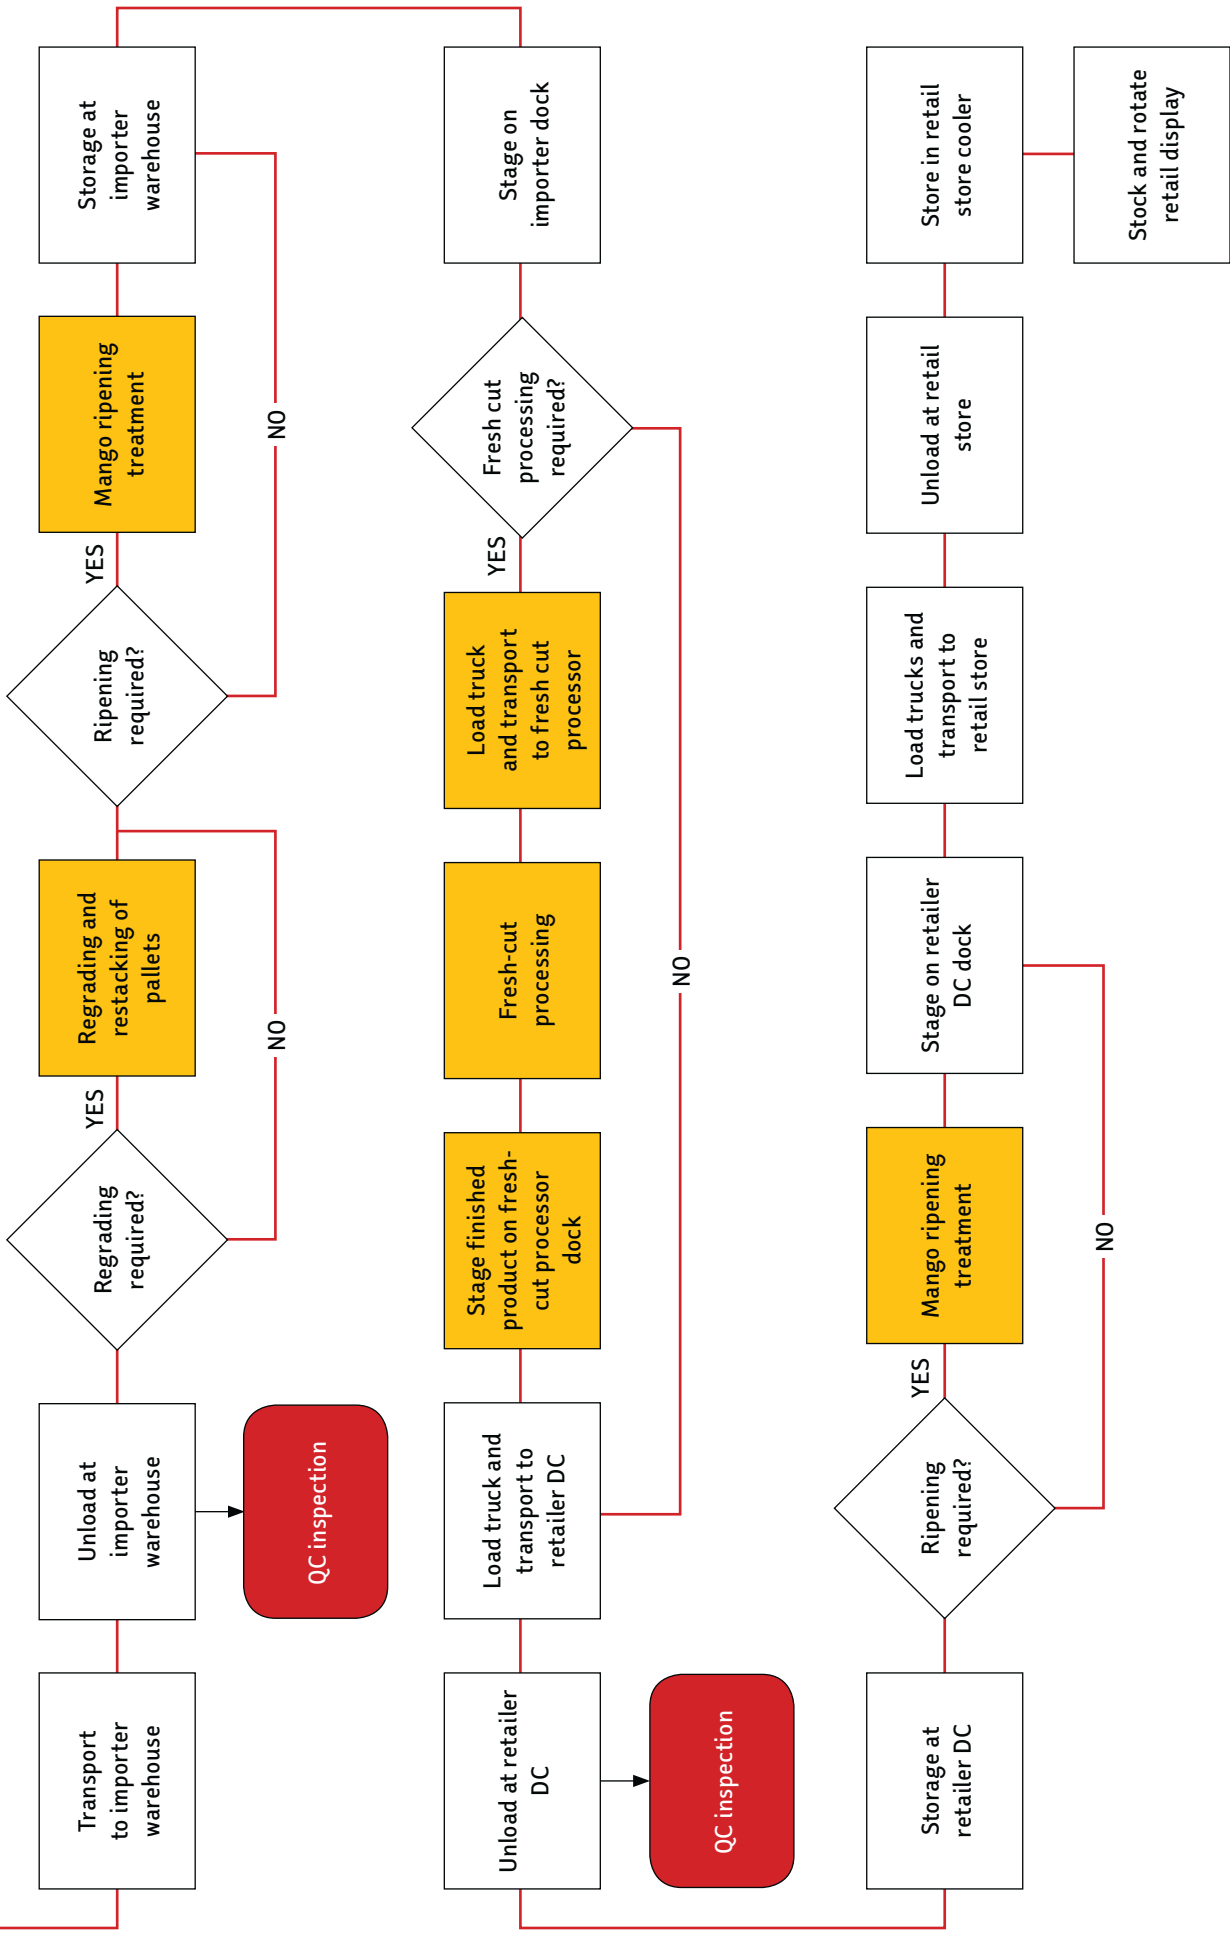 Transport
to importer
warehouse
Unload at
importer
warehouse
QC inspection
Regrading
required?
YES
NO
Regrading and
restacking of
pallets
Ripening
required?
YES
NO
Mango ripening
treatment
Storage at
importer
warehouse
Stage on
importer dock
Fresh cut
processing
required?
YES
NO
Load truck
and transport
to fresh cut
processor
Fresh-cut
processing
Stage finished
product on fresh-
cut processor
dock
Load truck and
transport to
retailer DC
Unload at retailer
DC
QC inspection
Storage at
retailer DC
Ripening
required?
YES
NO
Mango ripening
treatment
Stage on retailer
DC dock
Load trucks and
transport to
retail store
Unload at retail
store
Store in retail
store cooler
Stock and rotate
retail display